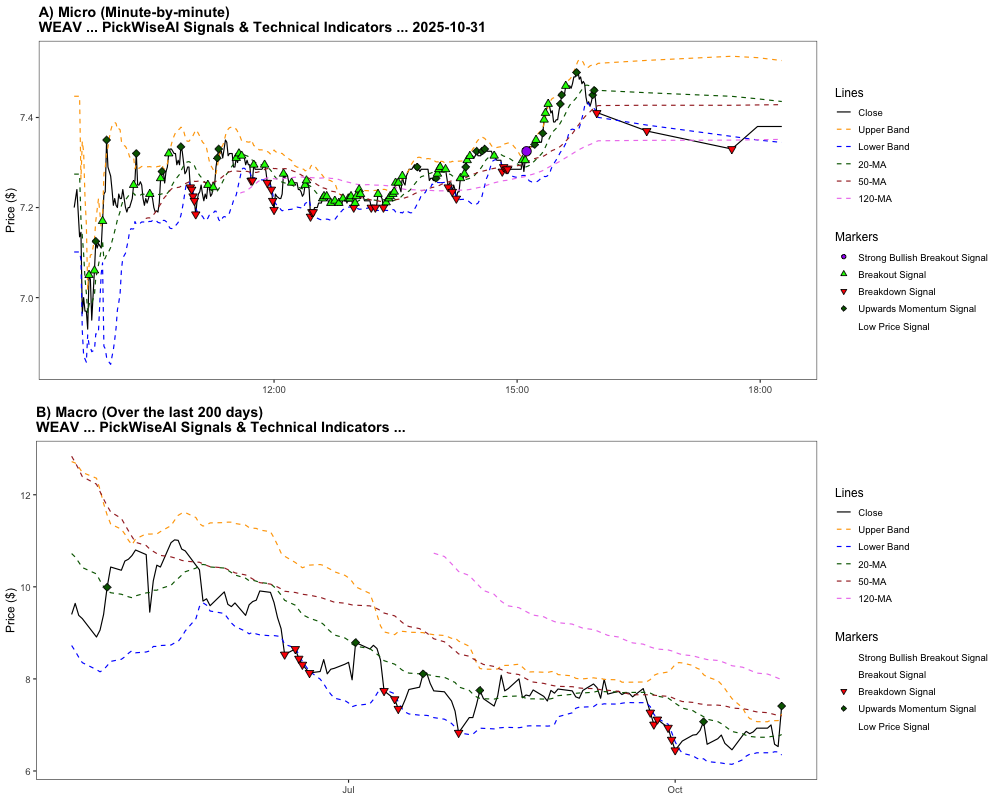 A) Micro (Minute-by-minute)
WEAV ... PickWiseAI Signals & Technical Indicators ... 2025-10-31
Price ($)
7.4
7.2
7.0
12:00
15:00
18:00
Lines
Close
Upper Band
Lower Band
20-MA
50-MA
120-MA
Markers
Strong Bullish Breakout Signal
Breakout Signal
Breakdown Signal
Upwards Momentum Signal
Low Price Signal
B) Macro (Over the last 200 days)
WEAV ... PickWiseAI Signals & Technical Indicators ...
Price ($)
12
10
8
6
Jul
Oct
Lines
Close
Upper Band
Lower Band
20-MA
50-MA
120-MA
Markers
Strong Bullish Breakout Signal
Breakout Signal
Breakdown Signal
Upwards Momentum Signal
Low Price Signal